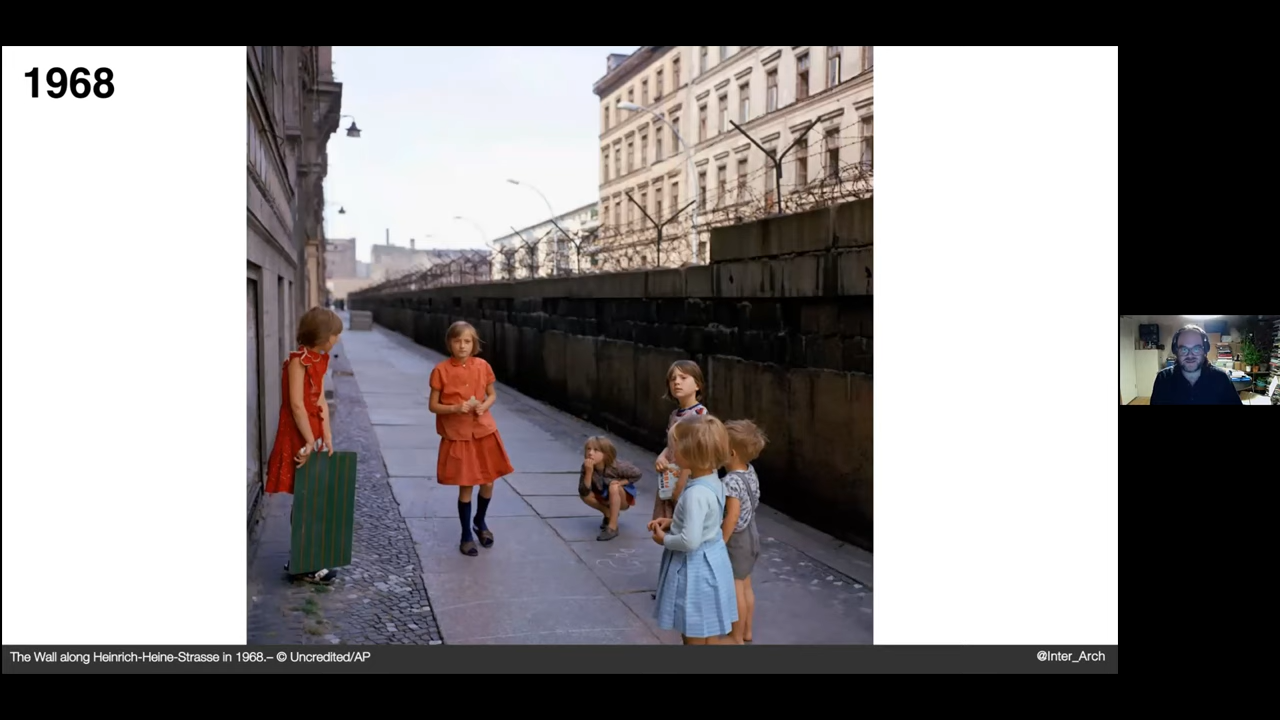 1968
The Wall along Heinrich-Heine-Strasse in 1968.– © Uncredited/AP
@Inter_Arch